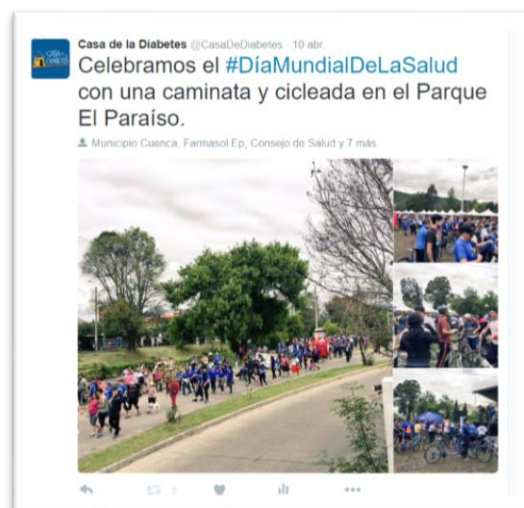 Casa de la Diabetes @CasaDeDiabetes · 10 abr.
Celebramos el #DíaMundialDeLaSalud
con una caminata y cicleada en el Parque
El Paraíso.
Municipio Cuenca, Farmasol Ep, Consejo de Salud y 7 más